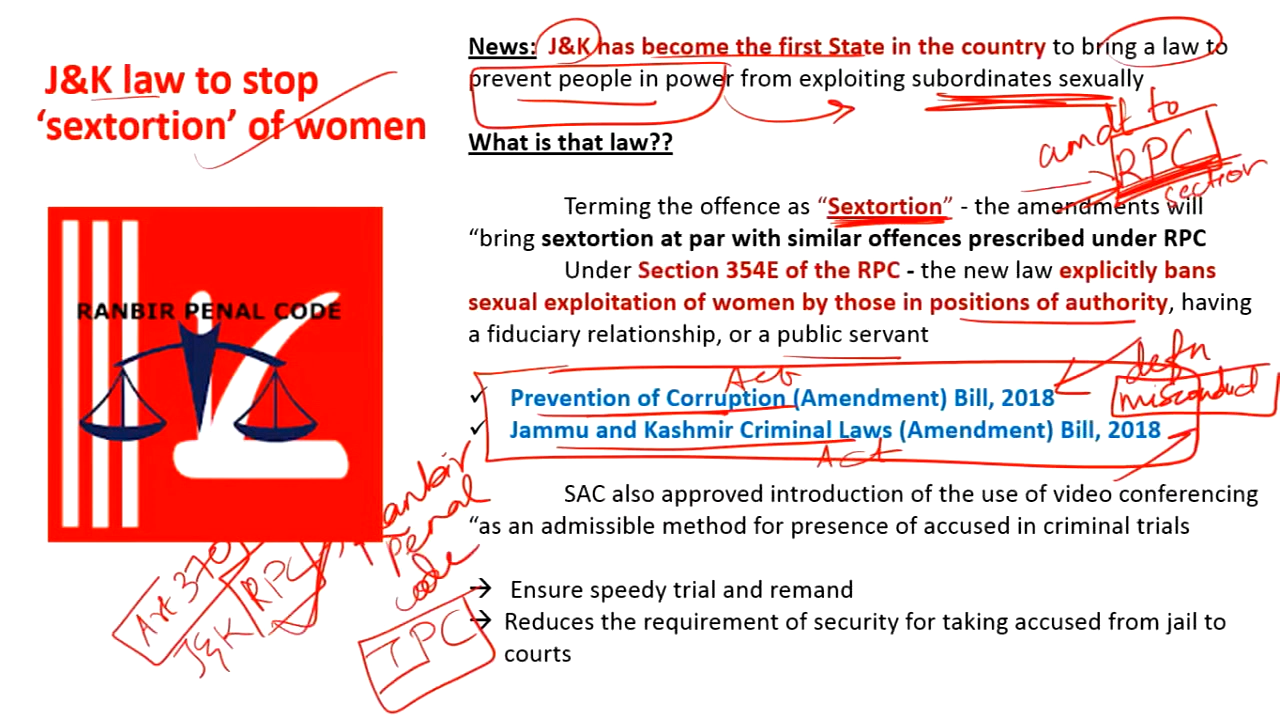 J&K law to stop
‘sextortion’ of women
RANBIR PENAL CODE
News: J&K has become the first State in the country to bring a law to
prevent people in power from exploiting subordinates sexually
amdt to
RPC
section
What is that law??
Terming the offence as “Sextortion” - the amendments will
“bring sextortion at par with similar offences prescribed under RPC
Under Section 354E of the RPC - the new law explicitly bans
sexual exploitation of women by those in positions of authority, having
a fiduciary relationship, or a public servant
defn
misconduct
Act
✓ Prevention of Corruption (Amendment) Bill, 2018
✓ Jammu and Kashmir Criminal Laws (Amendment) Bill, 2018
Act
SAC also approved introduction of the use of video conferencing
“as an admissible method for presence of accused in criminal trials
→ Ensure speedy trial and remand
→ Reduces the requirement of security for taking accused from jail to
courts
Ranbir
Penal
code
Art 370
J&K RPC
IPC